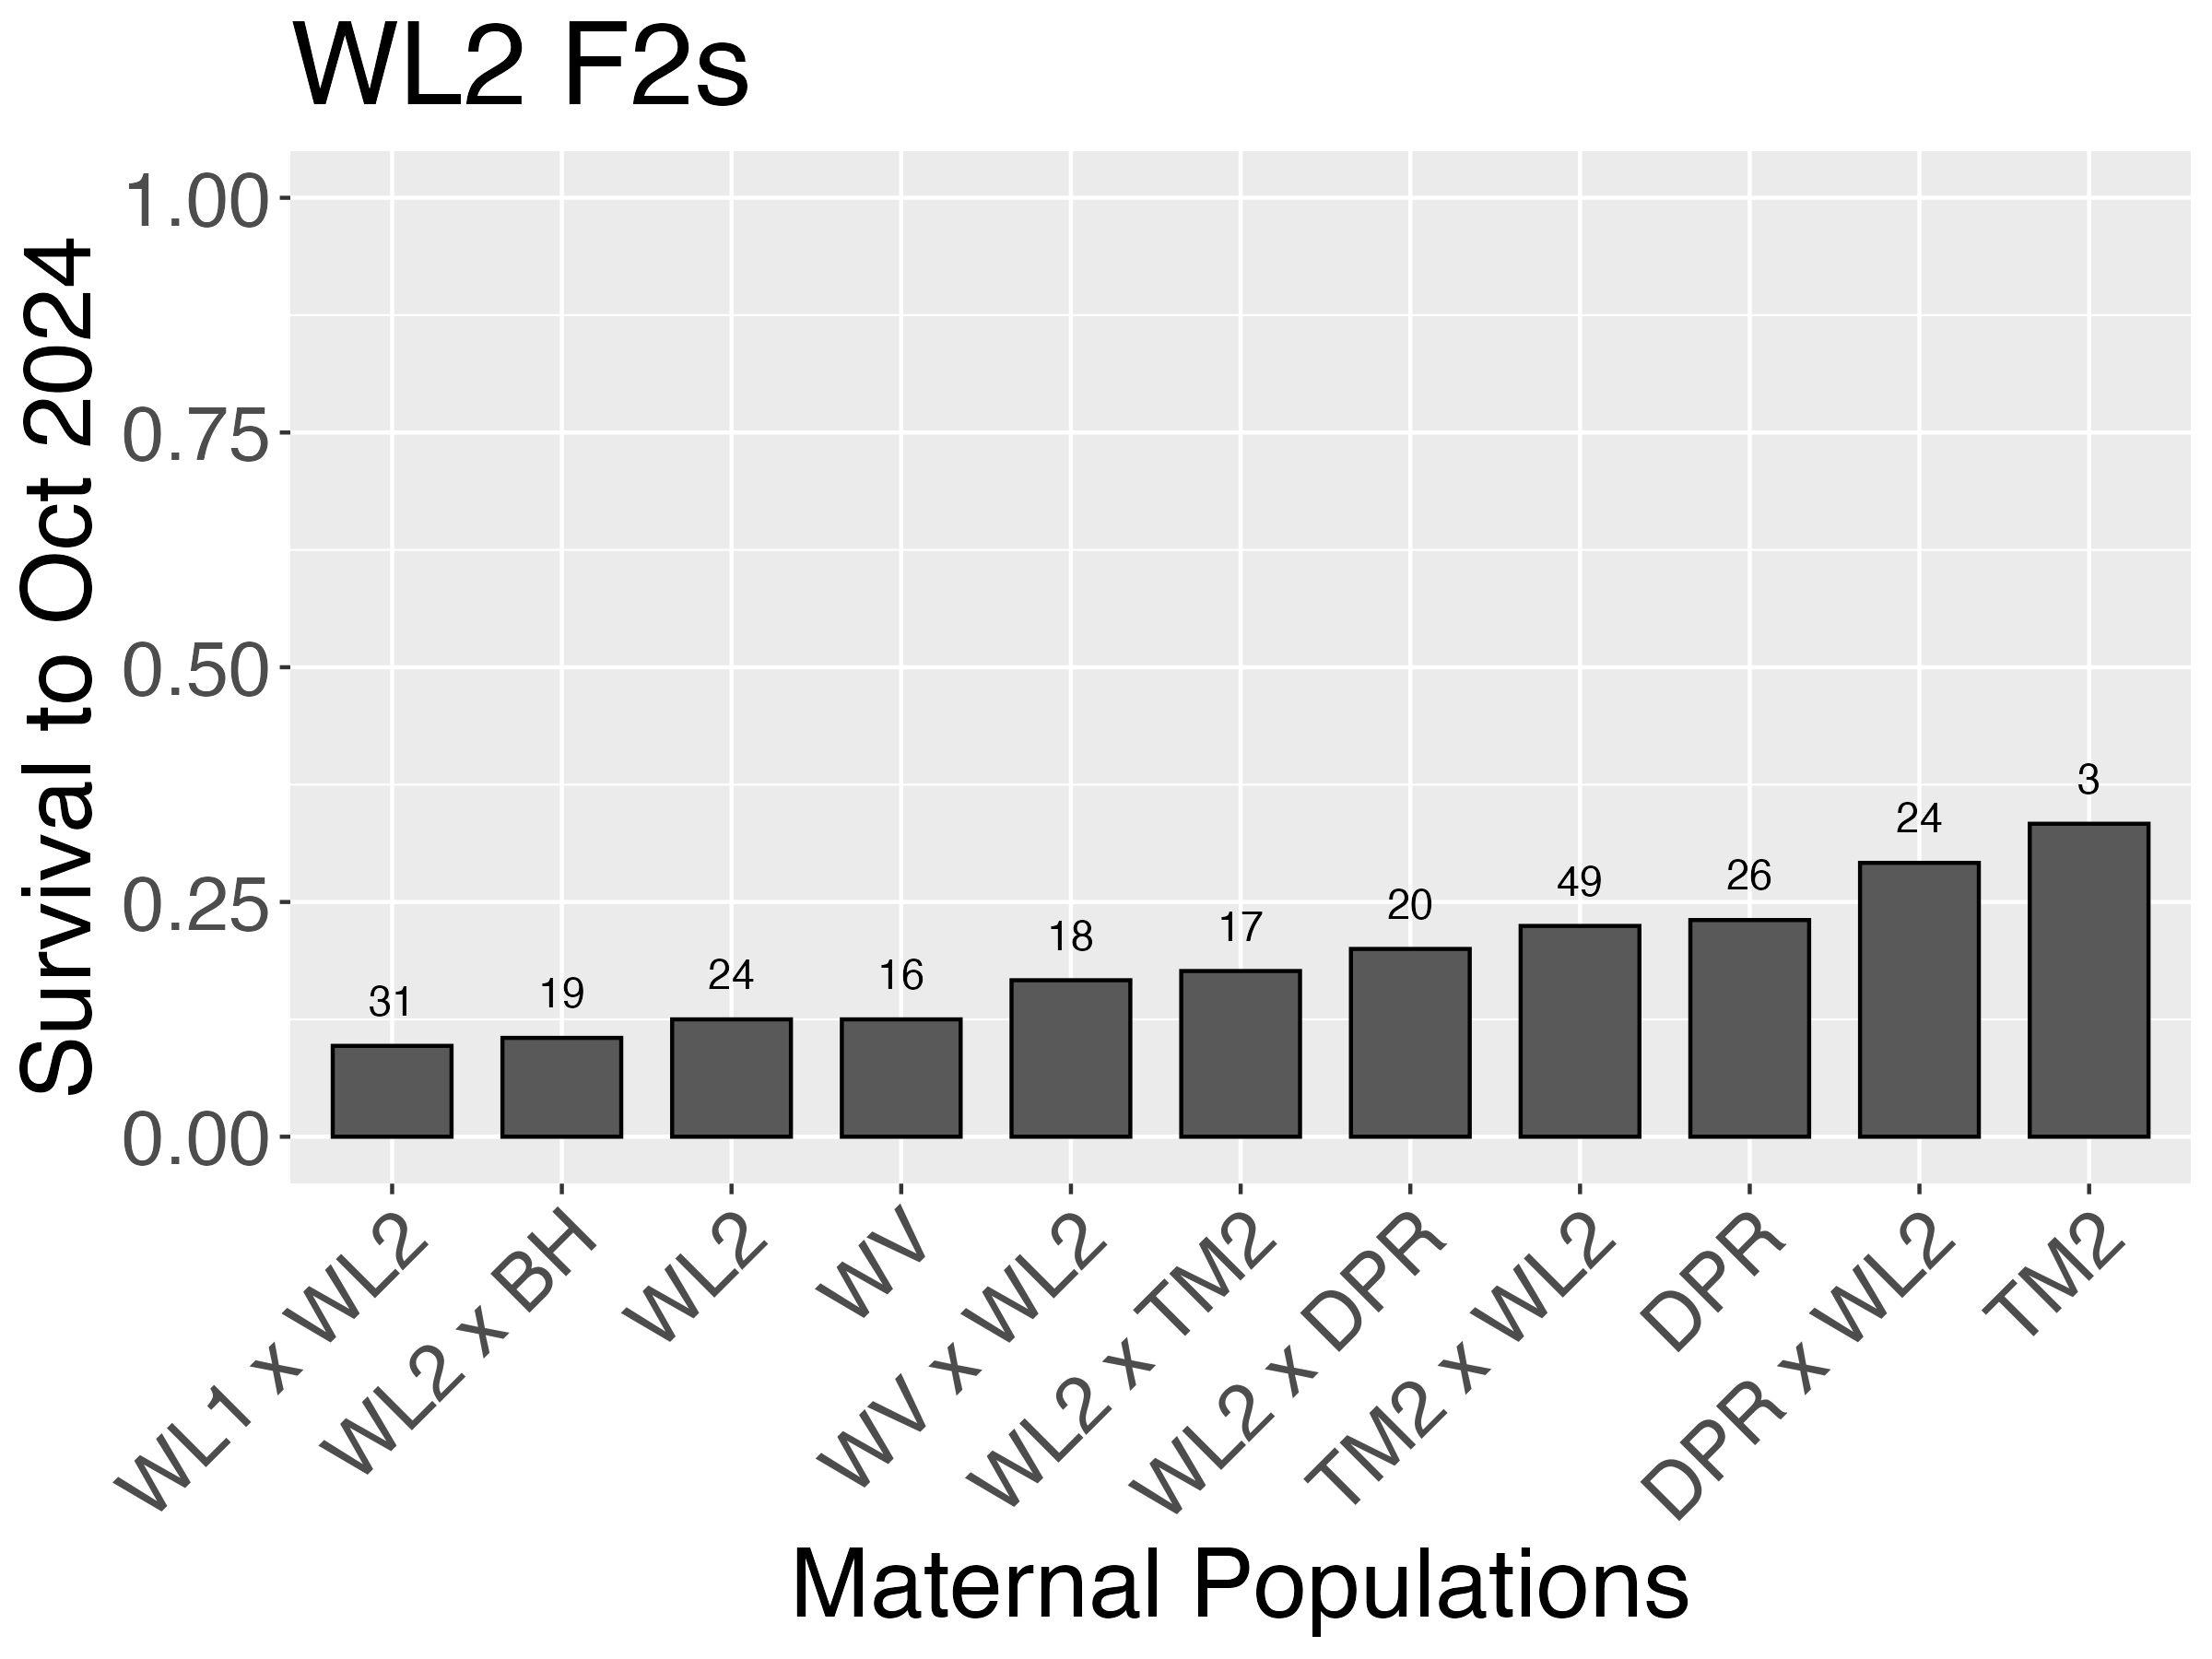 WL2 F2s
Survival to Oct 2024
1.00
0.75
0.50
0.25
0.00
31
19
24
16
18
17
20
49
26
24
3
WL1 x WL2
WL2 x BH
WL2
WV
WV x WL2
WL2 x TM2
WL2 x DPR
TM2 x WL2
DPR
DPR x WL2
TM2
Maternal Populations